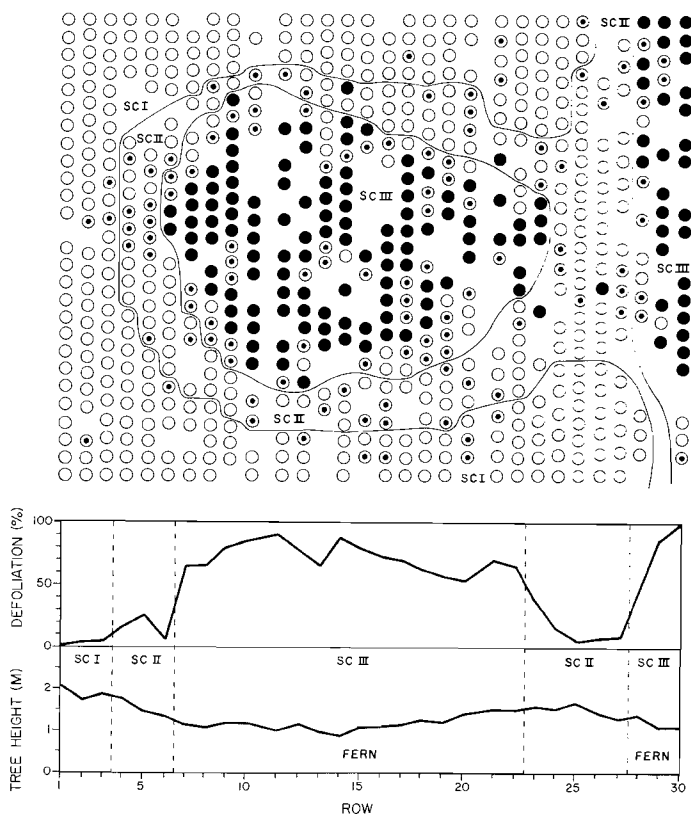 SC II
SC I
SC II
SC III
SC III
SC II
SC I
DEFOLIATION (%)
100
50
0
SC I
SC II
SC III
SC II
SC III
TREE HEIGHT (M)
2
1
0
FERN
FERN
1
5
10
15
20
25
30
ROW